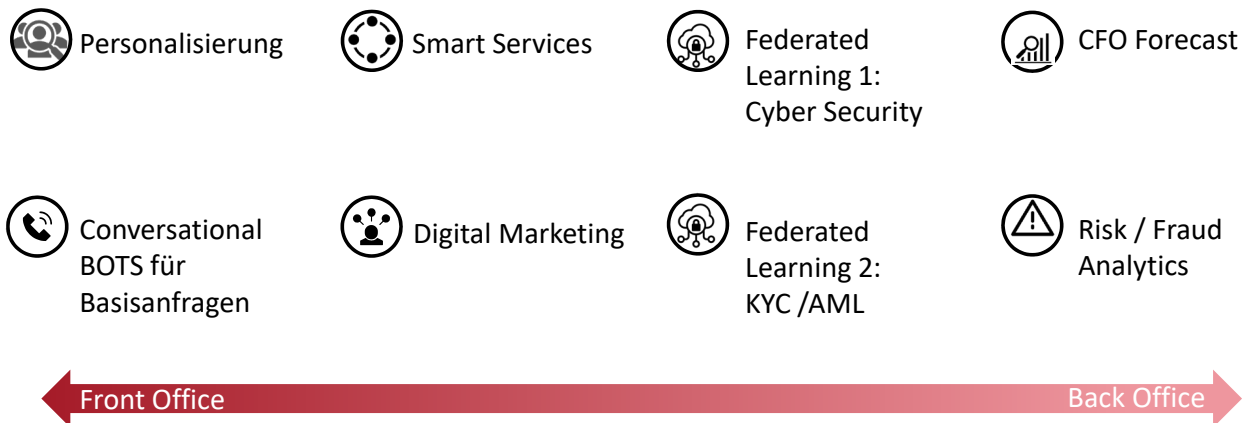 Personalisierung
Smart Services
Federated
Learning 1:
Cyber Security
CFO Forecast
Conversational
BOTS für
Basisanfragen
Digital Marketing
Federated
Learning 2:
KYC /AML
Risk / Fraud
Analytics
Front Office
Back Office